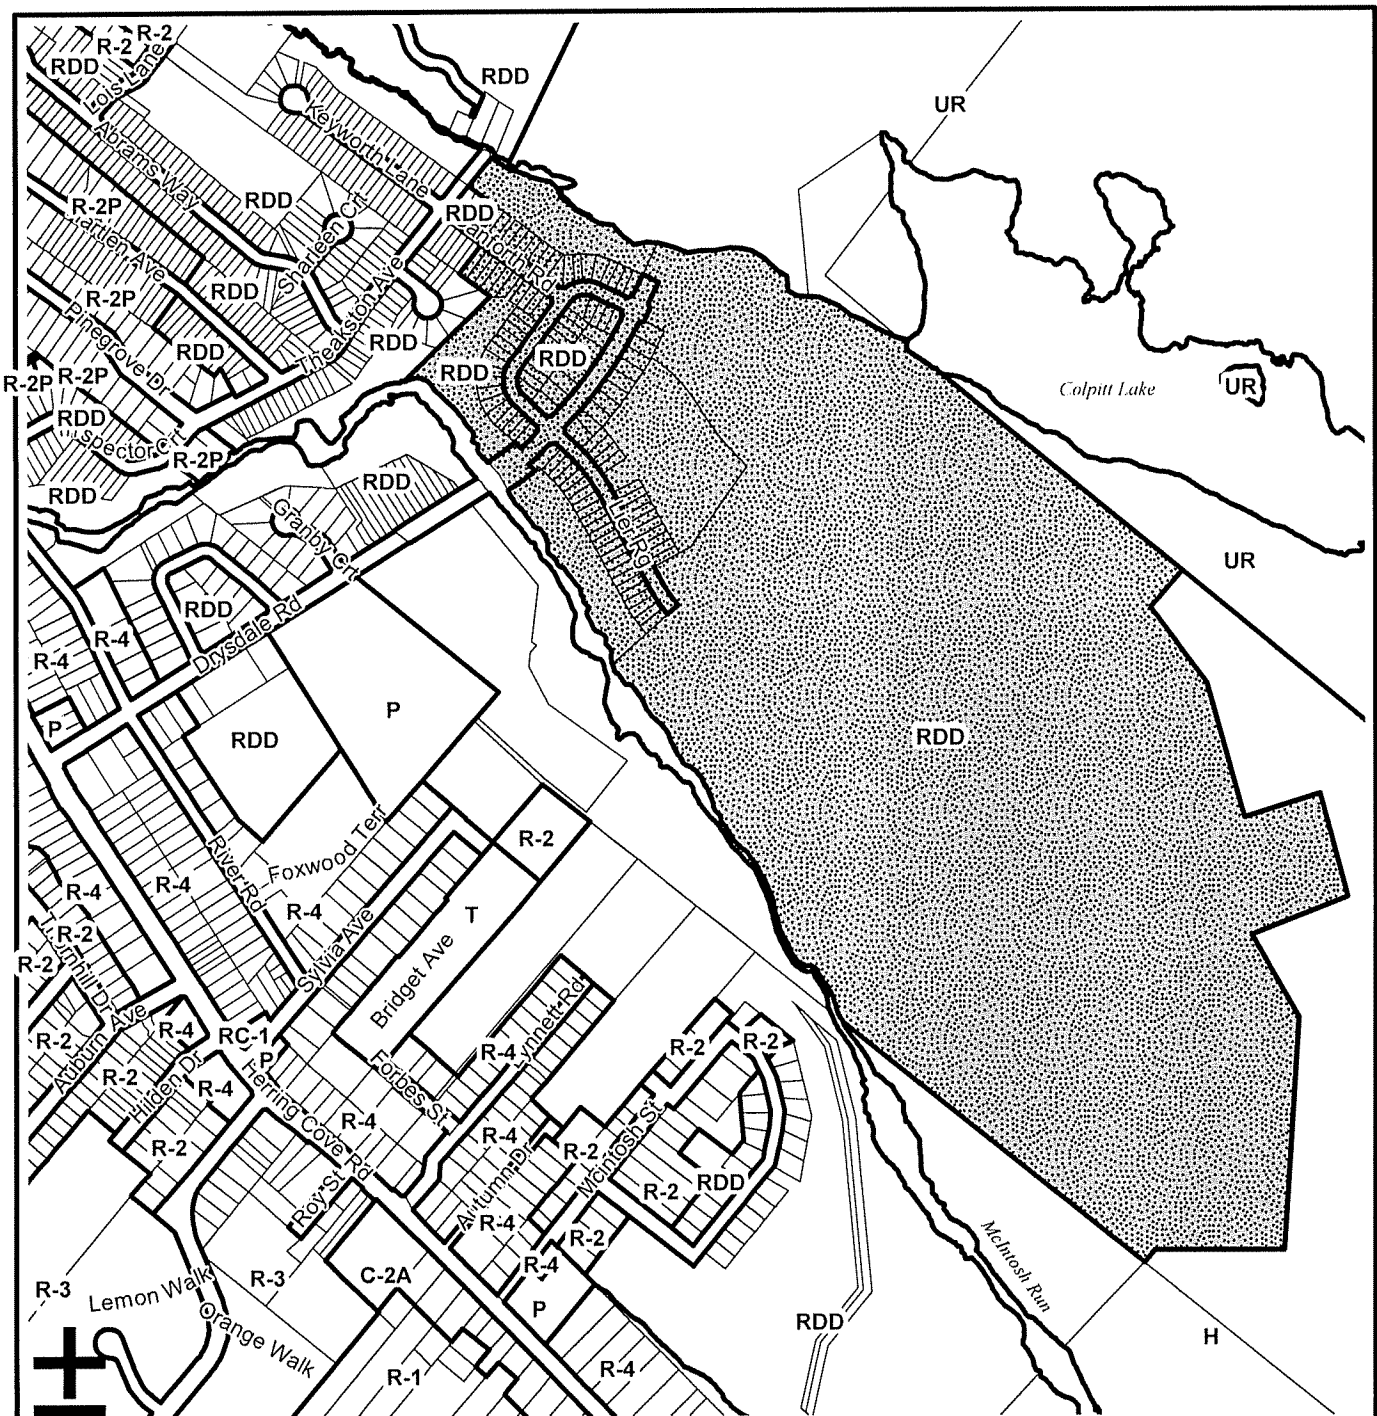 R-2
R-2
RDD
Lois Lane
RDD
UR
Keyworth Lane
Abrams Way
RDD
R-2P
RDD
Shareen Crt
RDD
R-2P
Pinegrove Dr
Theakston Ave
RDD
RDD
RDD
RDD
R-2P
R-2P
Colpitt Lake
UR
RDD
R-2P
RDD
RDD
Granby Crt
UR
RDD
R-4
Drysdale Rd
R-4
P
P
RDD
RDD
River Rd
Foxwood Terr
R-2
R-4
R-4
R-4
R-2
Sylvia Ave
T
Bridget Ave
R-2
Auburn Ave
R-4
RC-1
P
R-2
R-2
Hilden Dr
R-4
Herring Cove Rd
Forbes St
R-4
Lynnett Rd
R-2
R-2
R-4
R-4
R-2
R-2
McIntosh St
Autumn Dr
R-2
RDD
Roy St
R-4
R-2
R-4
McIntosh Run
R-3
Lemon Walk
R-3
C-2A
P
RDD
H
Orange Walk
R-1
R-4